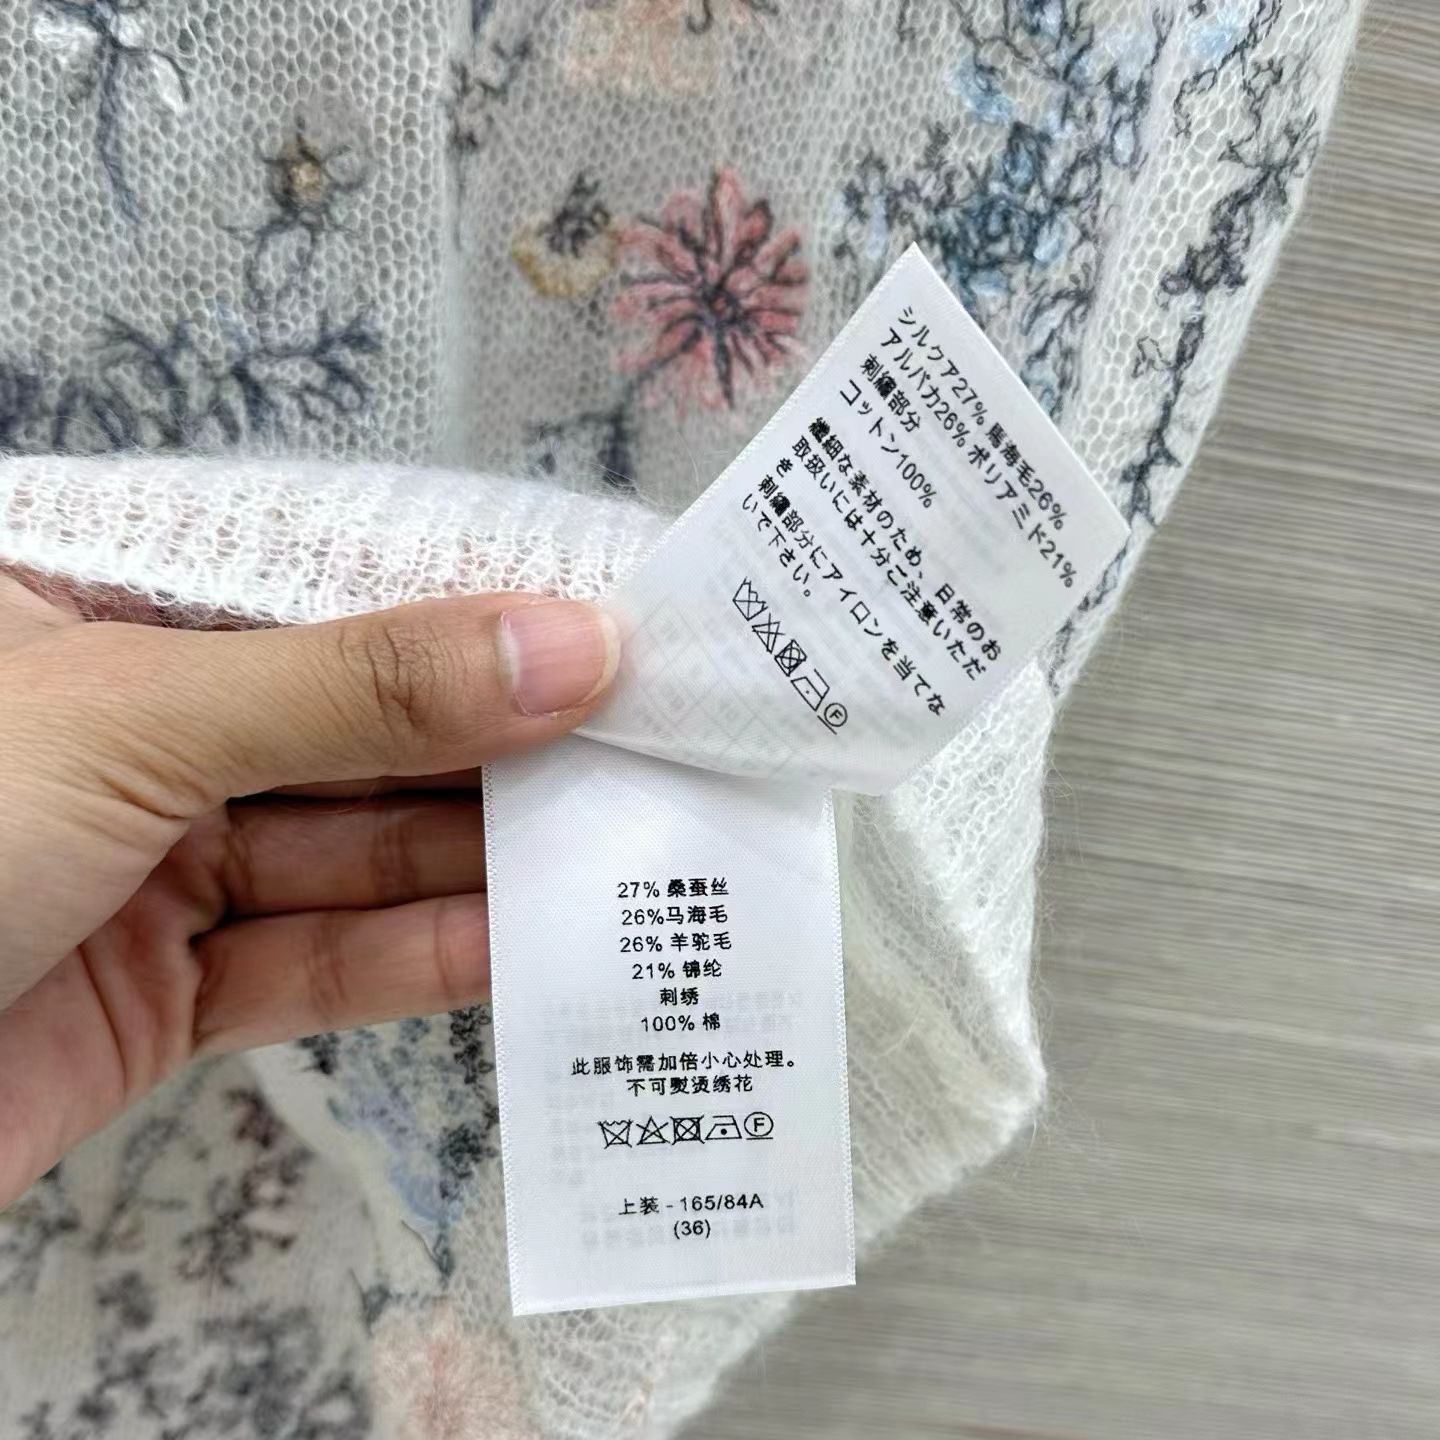 シルクア27% 馬海毛26%
アルパカ26% ポリアミド21%
刺繍部分
コットン100%
繊細な素材のため、日常のお
取扱いには十分ご注意いただ
き
刺繍部分にアイロンを当てな
いで下さい。
F
27% 桑蚕丝
26%马海毛
26% 羊驼毛
21% 锦纶
刺绣
100% 棉
此服饰需加倍小心处理。
不可熨烫绣花
F
上装 - 165/84A
(36)